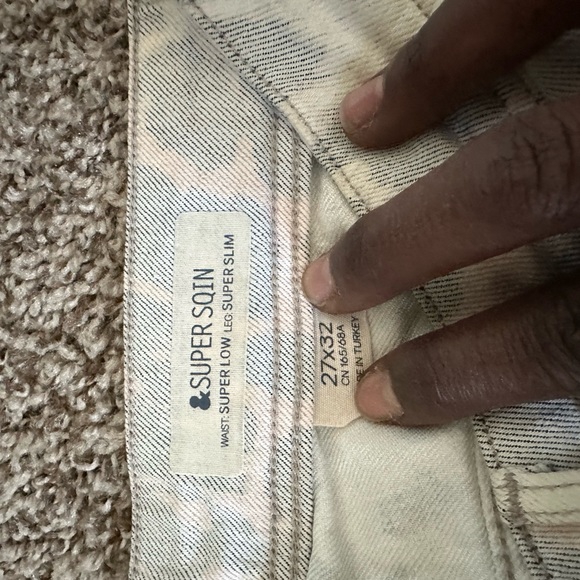 &SUPER SQIN
WAIST: SUPER LOW LEG: SUPER SLIM
27x32
CN 165/68A
IN TURKEY